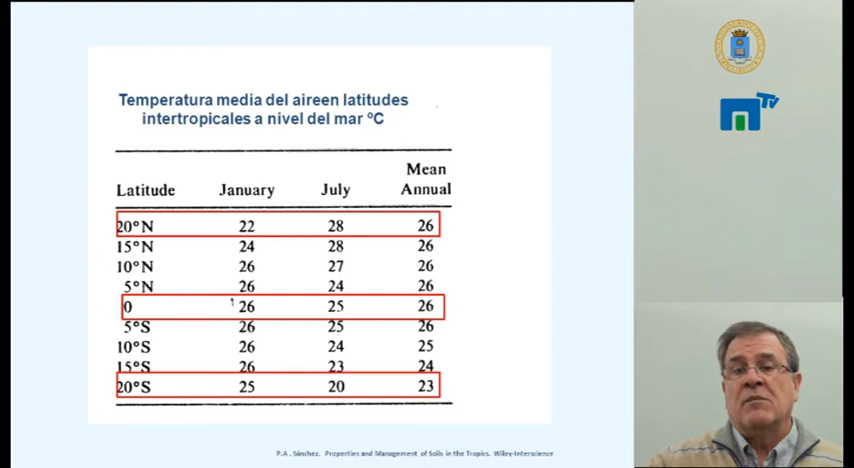 Temperatura media del aireen latitudes
intertropicales a nivel del mar ºC
Mean
Latitude January July Annual
20°N 22 28 26
15°N 24 28 26
10°N 26 27 26
5°N 26 24 26
0 26 25 26
5°S 26 25 26
10°S 26 24 25
15°S 26 23 24
20°S 25 20 23
P.A. Sánchez. Properties and Management of Soils in the Tropics. Wiley-Interscience
TV